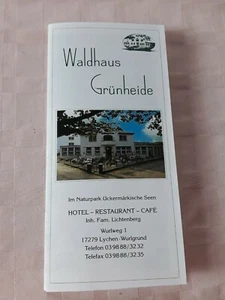 Waldhaus
Grünheide
Im Naturpark Uckermärkische Seen
HOTEL – RESTAURANT – CAFÉ
Inh. Fam. Lichtenberg
Wurlweg 1
17279 Lychen-Wurlgrund
Telefon 03 98 88 / 32 32
Telefax 03 98 88 / 32 35